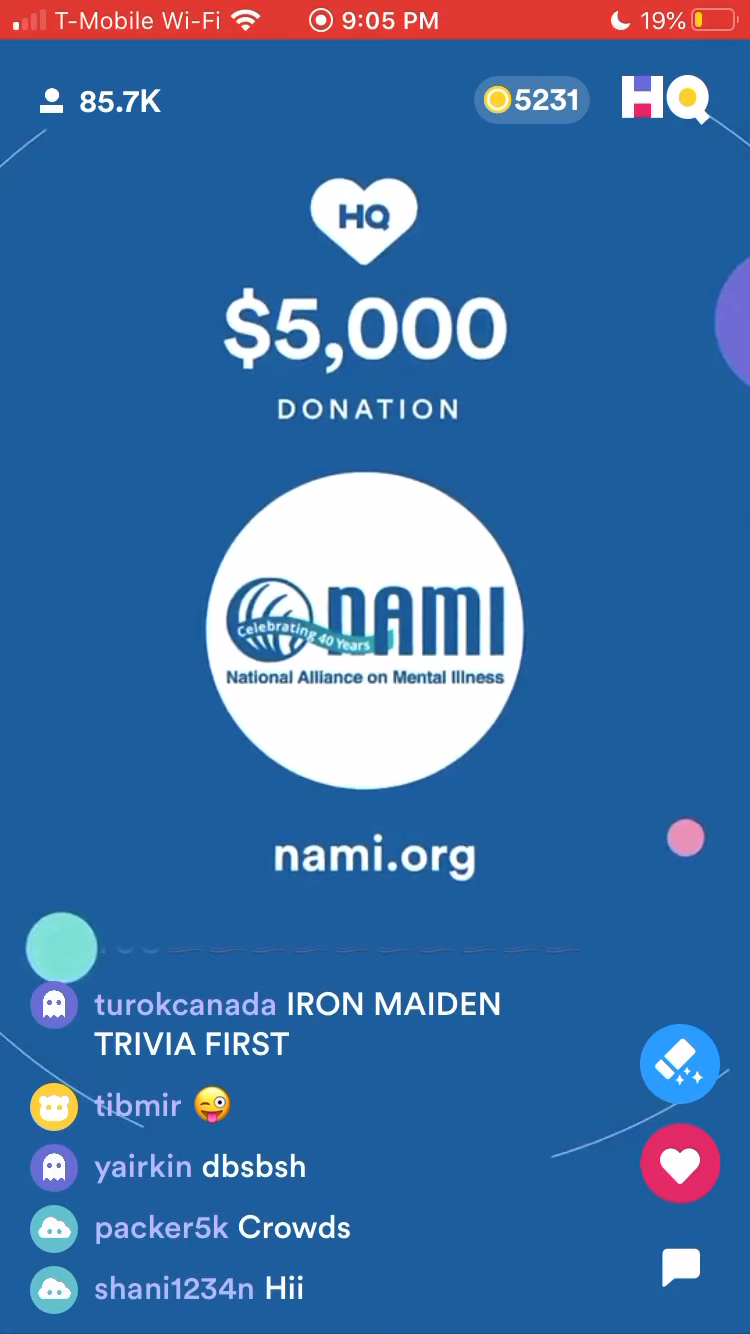 T-Mobile Wi-Fi 9:05 PM 19%
85.7K 5231 HQ
HQ
$5,000
DONATION
NAMI
Celebrating 40 Years
National Alliance on Mental Illness
nami.org
turokcanada IRON MAIDEN
TRIVIA FIRST
tibmir 😜
yairkin dbsbsh
packer5k Crowds
shani1234n Hii